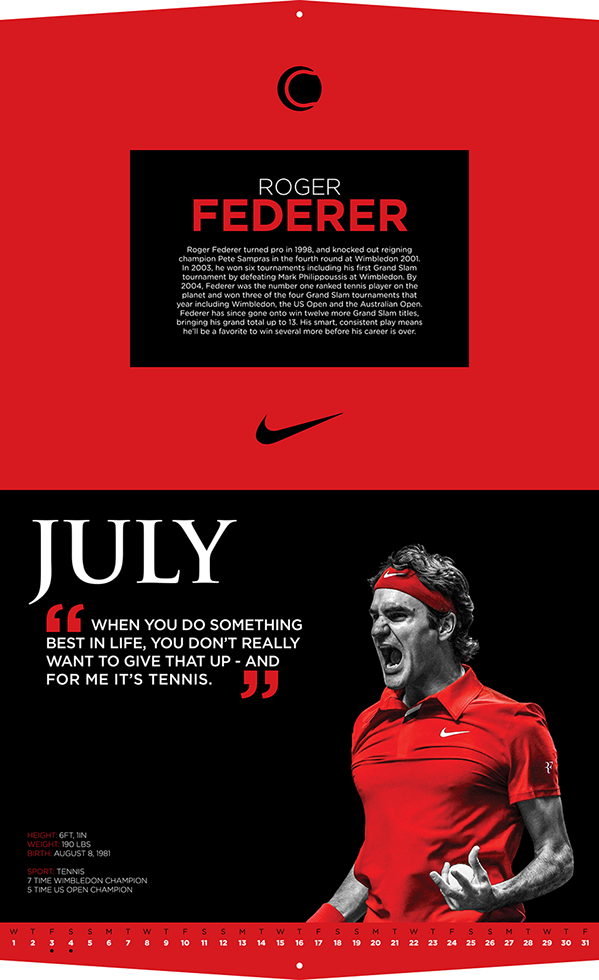 ROGER
FEDERER
Roger Federer turned pro in 1998, and knocked out reigning
champion Pete Sampras in the fourth round at Wimbledon 2001.
In 2003, he won six tournaments including his first Grand Slam
tournament by defeating Mark Philippoussis at Wimbledon. By
2004, Federer was the number one ranked tennis player on the
planet and won three of the four Grand Slam tournaments that
year including Wimbledon, the US Open and the Australian Open.
Federer has since gone onto win twelve more Grand Slam titles,
bringing his grand total up to 13. His smart, consistent play means
he'll be a favorite to win several more before his career is over.
JULY
“ WHEN YOU DO SOMETHING
BEST IN LIFE, YOU DON'T REALLY
WANT TO GIVE THAT UP - AND
FOR ME IT'S TENNIS. ”
RF
HEIGHT: 6FT, 1IN
WEIGHT: 190 LBS
BIRTH: AUGUST 8, 1981
SPORT: TENNIS
7 TIME WIMBLEDON CHAMPION
5 TIME US OPEN CHAMPION
W T F S S M T W T F S S M T W T F S S M T W T F S S M T W T F
1 2 3 4 5 6 7 8 9 10 11 12 13 14 15 16 17 18 19 20 21 22 23 24 25 26 27 28 29 30 31